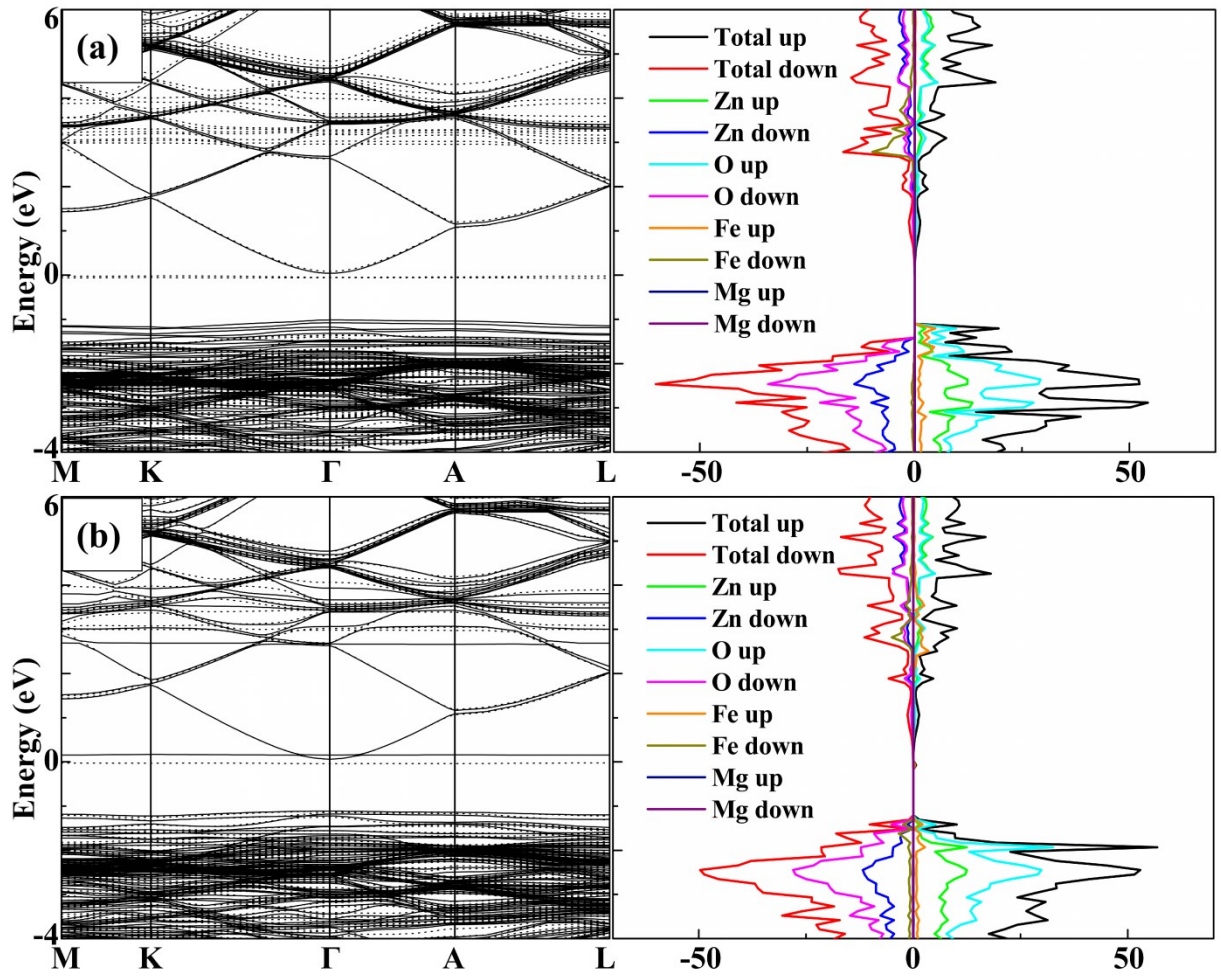 6
(a)
Energy (eV)
0
-4
M K Γ A L
Total up
Total down
Zn up
Zn down
O up
O down
Fe up
Fe down
Mg up
Mg down
-50 0 50
6
(b)
Energy (eV)
0
-4
M K Γ A L
Total up
Total down
Zn up
Zn down
O up
O down
Fe up
Fe down
Mg up
Mg down
-50 0 50